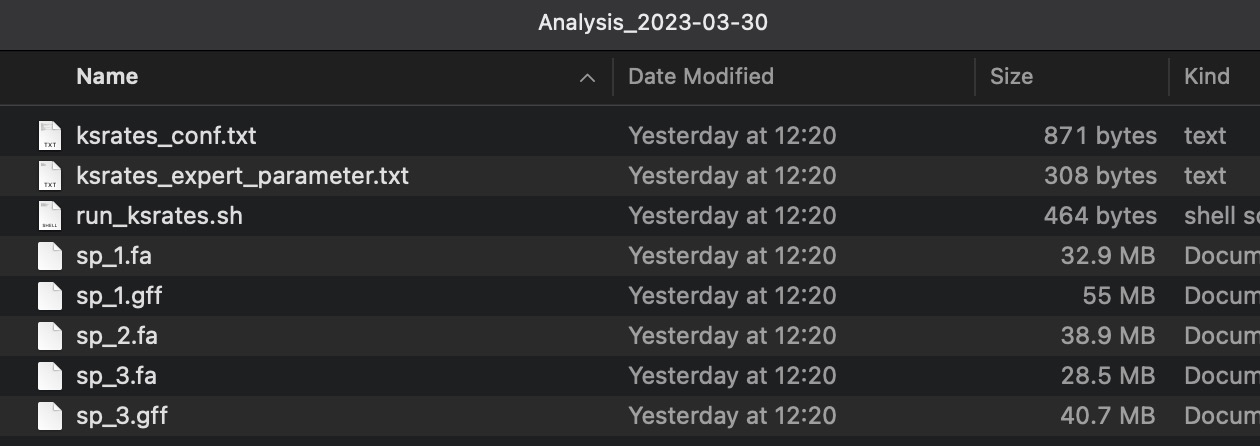 Analysis_2023-03-30
Name Date Modified Size Kind
TXT ksrates_conf.txt Yesterday at 12:20 871 bytes text
TXT ksrates_expert_parameter.txt Yesterday at 12:20 308 bytes text
SHELL run_ksrates.sh Yesterday at 12:20 464 bytes shell sc
sp_1.fa Yesterday at 12:20 32.9 MB Docum
sp_1.gff Yesterday at 12:20 55 MB Docum
sp_2.fa Yesterday at 12:20 38.9 MB Docum
sp_3.fa Yesterday at 12:20 28.5 MB Docum
sp_3.gff Yesterday at 12:20 40.7 MB Docum